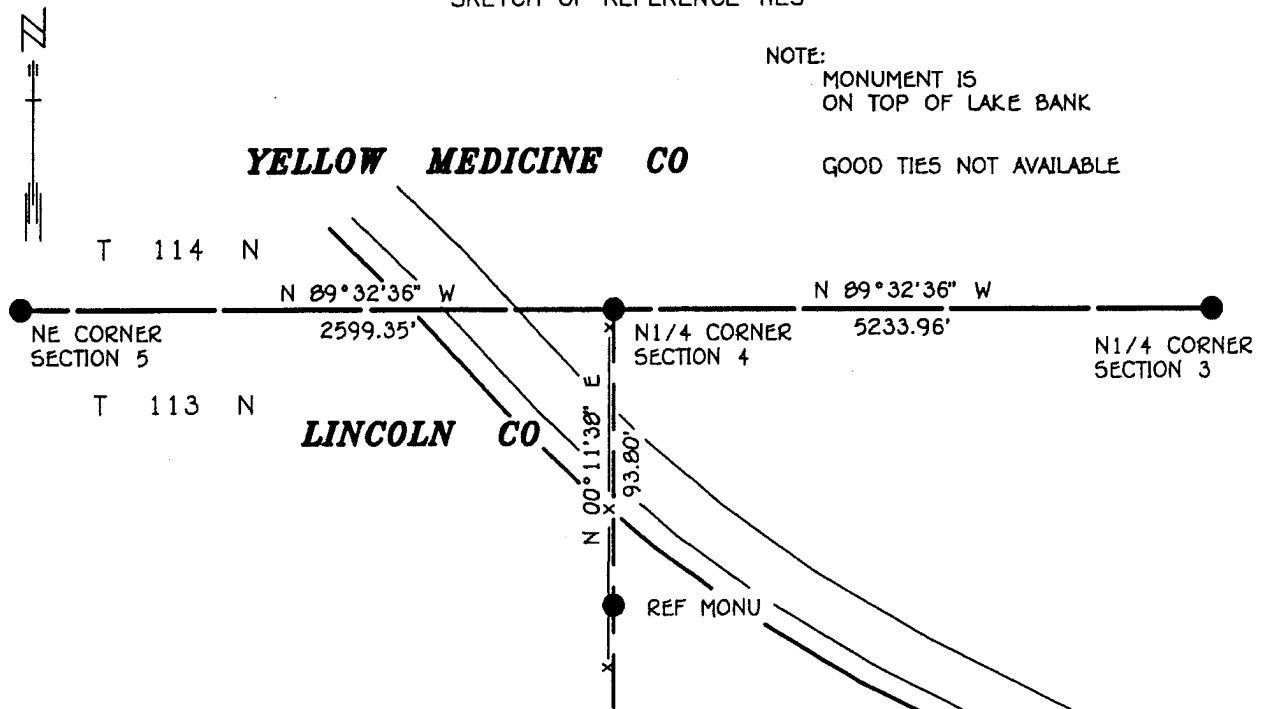 SKETCH OF REFERENCE TIES
N
NOTE:
MONUMENT IS
ON TOP OF LAKE BANK
GOOD TIES NOT AVAILABLE
YELLOW MEDICINE CO
T 114 N
N 89°32'36" W
2599.35'
N 89°32'36" W
5233.96'
NE CORNER
SECTION 5
N1/4 CORNER
SECTION 4
N1/4 CORNER
SECTION 3
T 113 N
LINCOLN CO
N 00°11'38" E
93.80'
x
x
x
REF MONU